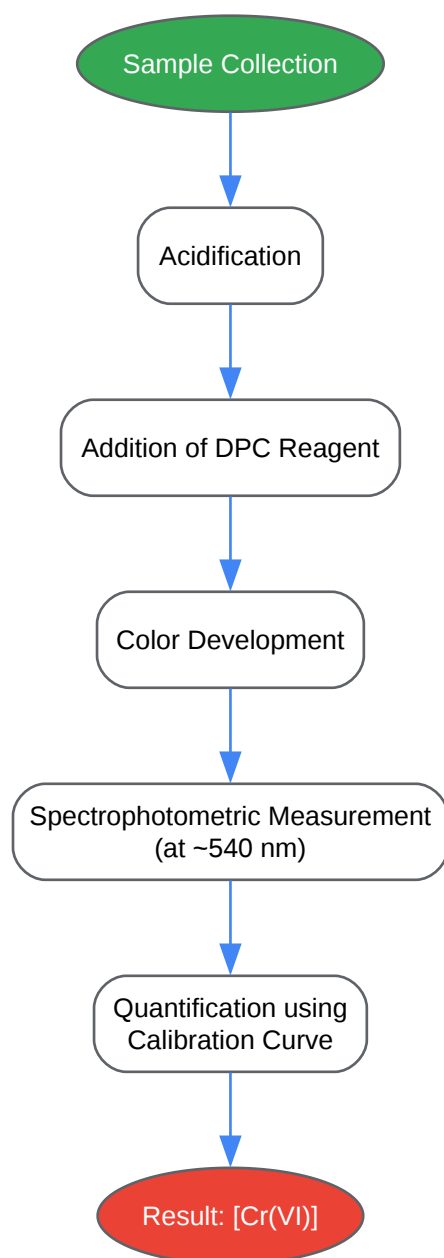 Sample Collection
Acidification
Addition of DPC Reagent
Color Development
Spectrophotometric Measurement
(at ~540 nm)
Quantification using
Calibration Curve
Result: [Cr(VI)]